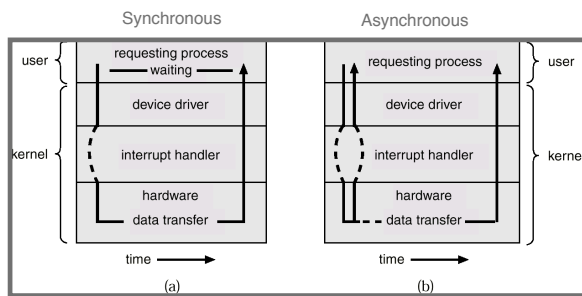 Synchronous
Asynchronous
user
requesting process
waiting
device driver
kernel
interrupt handler
hardware
data transfer
time
(a)
requesting process
user
device driver
interrupt handler
kerne
hardware
data transfer
time
(b)